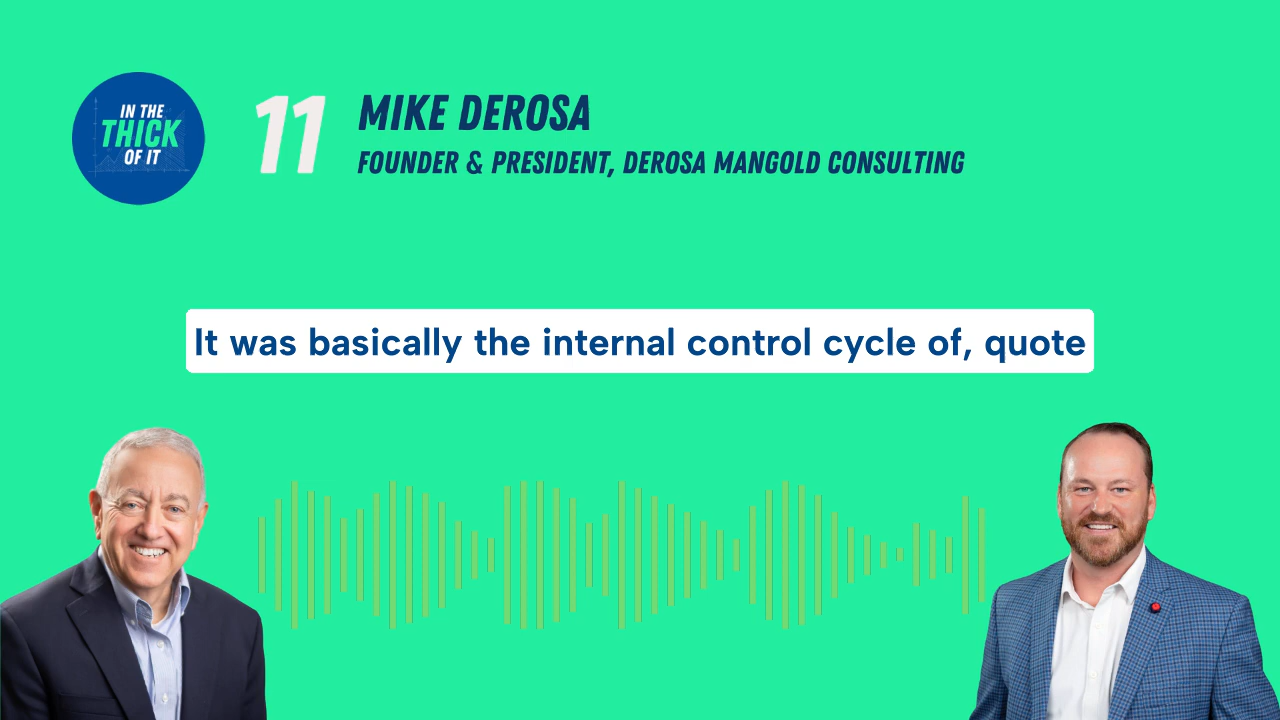 IN THE
THICK
OF IT
11
MIKE DEROSA
FOUNDER & PRESIDENT, DEROSA MANGOLD CONSULTING
It was basically the internal control cycle of, quote